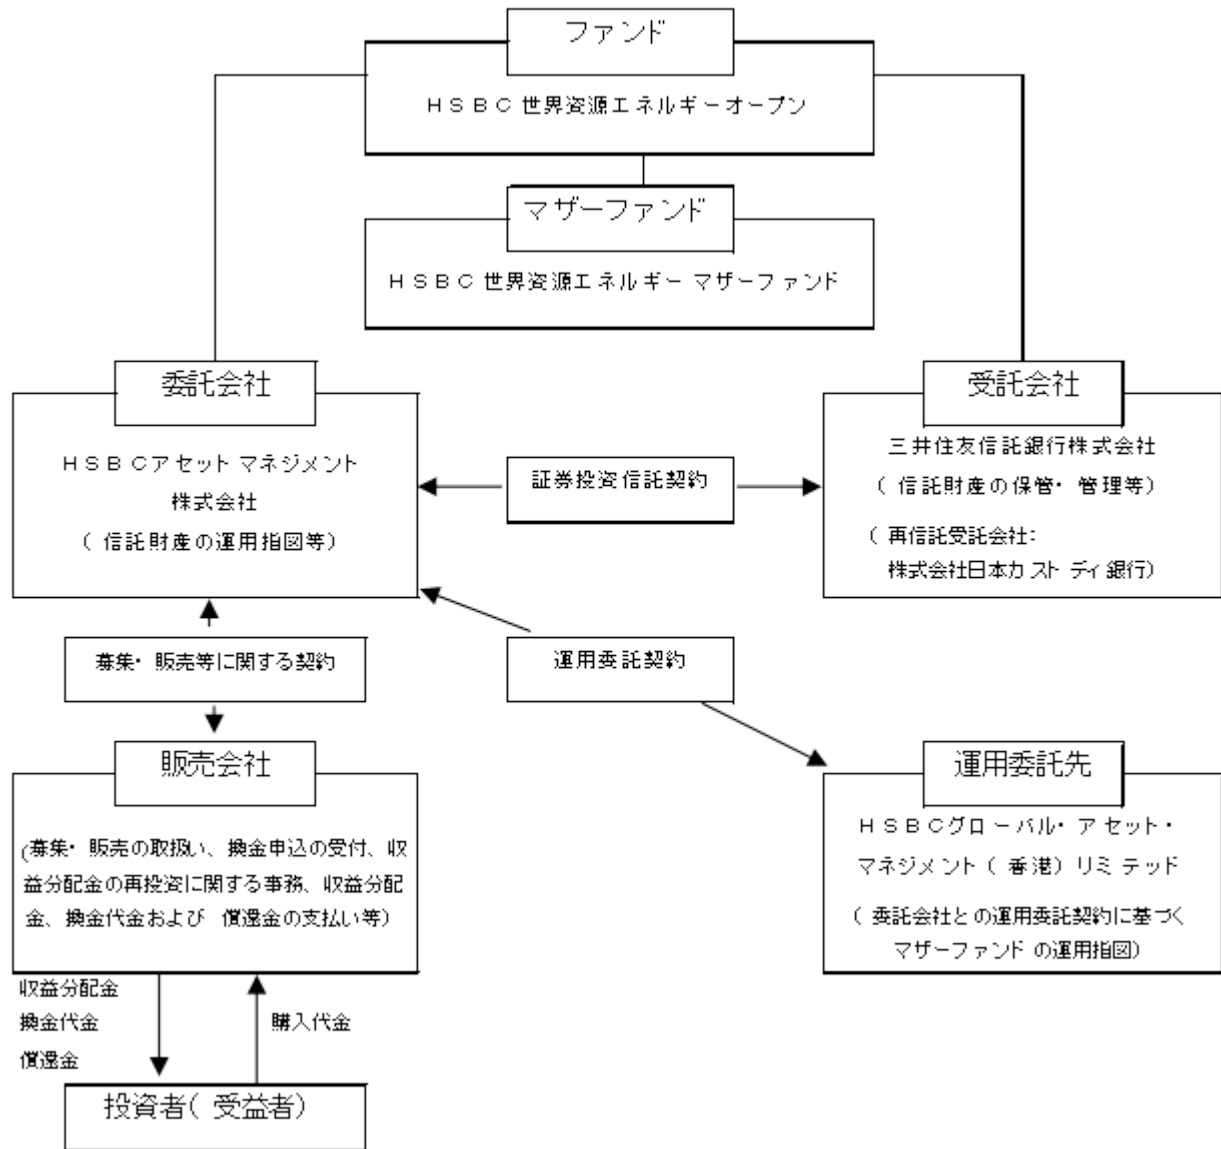 ファンド
HSBC世界資源エネルギーオープン
マザーファンド
HSBC世界資源エネルギー マザーファンド
委託会社
HSBCアセット マネジメント
株式会社
(信託財産の運用指図等)
証券投資信託契約
受託会社
三井住友信託銀行株式会社
(信託財産の保管・管理等)
(再信託受託会社:
株式会社日本カストディ銀行)
募集・販売等に関する契約
運用委託契約
販売会社
(募集・販売の取扱い、換金申込の受付、収
益分配金の再投資に関する事務、収益分配
金、換金代金および 償還金の支払い等)
運用委託先
HSBCグローバル・アセット・
マネジメント(香港)リミテッド
(委託会社との運用委託契約に基づく
マザーファンドの運用指図)
収益分配金
換金代金
償還金
購入代金
投資者(受益者)